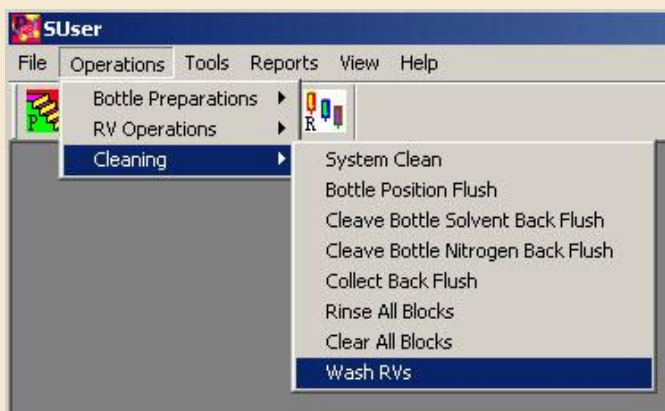 SUser
File Operations Tools Reports View Help
P R
Bottle Preparations
RV Operations
Cleaning
System Clean
Bottle Position Flush
Cleave Bottle Solvent Back Flush
Cleave Bottle Nitrogen Back Flush
Collect Back Flush
Rinse All Blocks
Clear All Blocks
Wash RVs